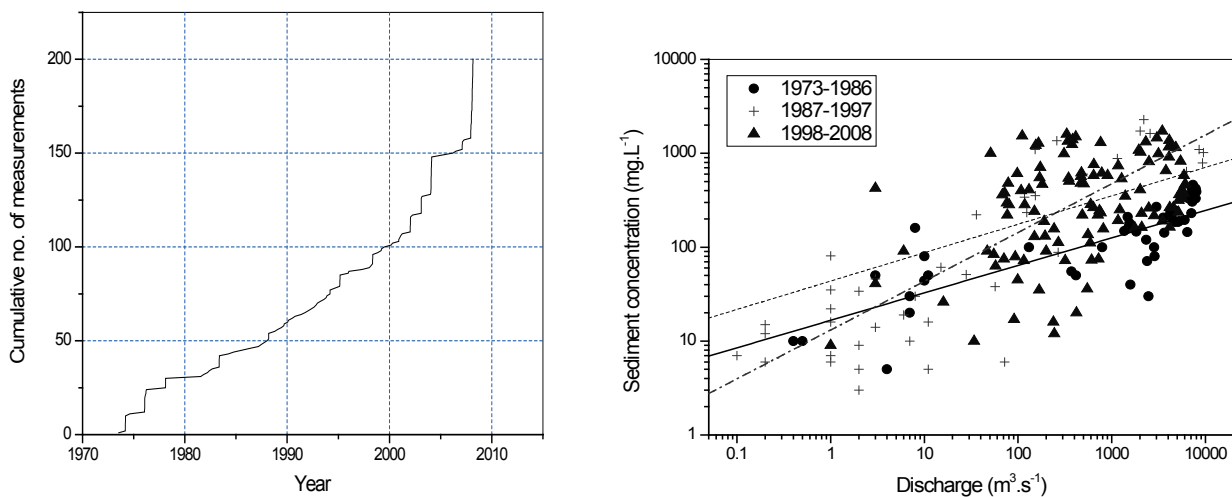 Cumulative no. of measurements
200
150
100
50
0
1970 1980 1990 2000 2010
Year
Sediment concentration (mg.L⁻¹)
10000
1000
100
10
1
1973-1986
1987-1997
1998-2008
0.1 1 10 100 1000 10000
Discharge (m³.s⁻¹)